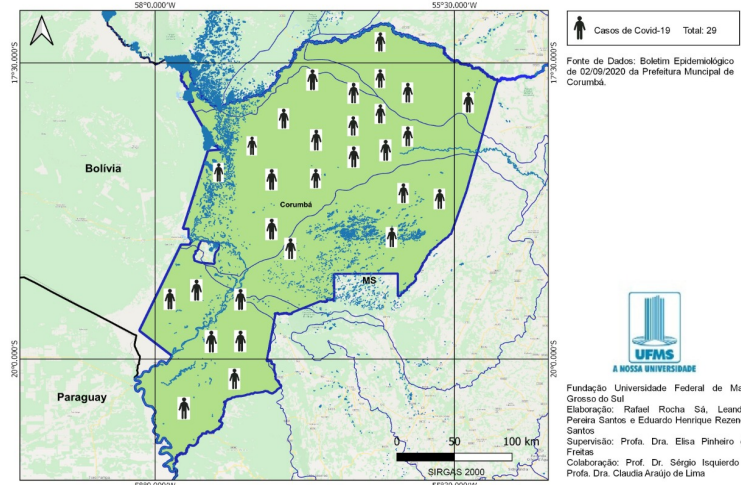 58°0.000'W
55°30.000'W
17°30.000'S
17°30.000'S
Bolívia
Corumbá
MS
Paraguay
20°0.000'S
20°0.000'S
0 50 100 km
SIRGAS 2000
Casos de Covid-19 Total: 29
Fonte de Dados: Boletim Epidemiológico
de 02/09/2020 da Prefeitura Muncipal de
Corumbá.
UFMS
A NOSSA UNIVERSIDADE
Fundação Universidade Federal de
Grosso do Sul
Elaboração: Rafael Rocha Sá,
Pereira Santos e Eduardo Henrique
Santos
Supervisão: Profa. Dra. Elisa Pinheiro
Freitas
Colaboração: Prof. Dr. Sérgio Isquierdo
Profa. Dra. Claudia Araújo de Lima